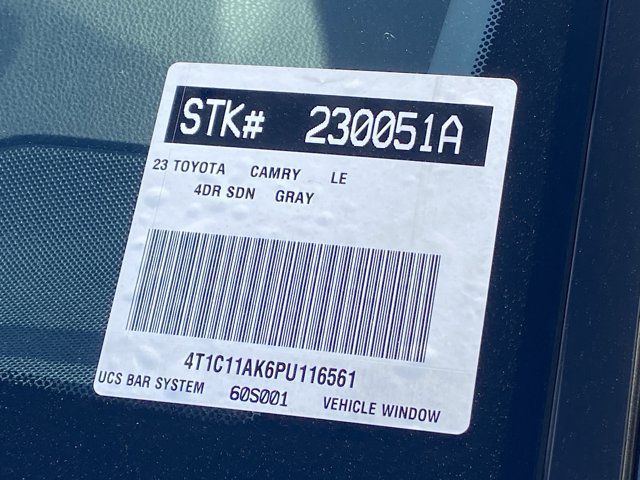 STK# 230051A
23 TOYOTA CAMRY LE
4DR SDN GRAY
4T1C11AK6PU116561
UCS BAR SYSTEM 60S001 VEHICLE WINDOW